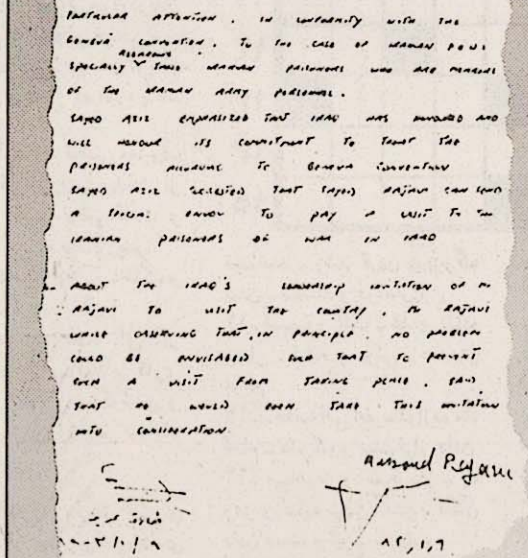 PARTICULAR ATTENTION, IN CONFORMITY WITH THE
GENEVA CONVENTION, TO THE CASE OF IRANIAN P.O.W.S
REGARDING
SPECIALLY THOSE IRANIAN PRISONERS WHO ARE MEMBERS
OF THE IRANIAN ARMY PERSONNEL.
SAYED AZIZ EMPHASIZED THAT IRAQ HAS HONOURED AND
WILL HONOUR ITS COMMITMENT TO TREAT THE
PRISONERS ACCORDING TO GENEVA CONVENTION
SAYED AZIZ THAT SAYED RAJAVI CAN SEND
A SPECIAL ENVOY TO PAY A VISIT TO THE
IRANIAN PRISONERS OF WAR IN IRAQ
ABOUT THE IRAQ'S LEADERSHIP INVITATION OF MR
RAJAVI TO VISIT THE COUNTRY, MR RAJAVI
WHILE OBSERVING THAT, IN PRINCIPLE, NO PROBLEM
COULD BE ENVISAGED SUCH THAT TO PREVENT
SUCH A VISIT FROM TAKING PLACE, SAID
THAT HE WOULD EVEN TAKE THIS INVITATION
INTO CONSIDERATION.
Massoud Rajavi